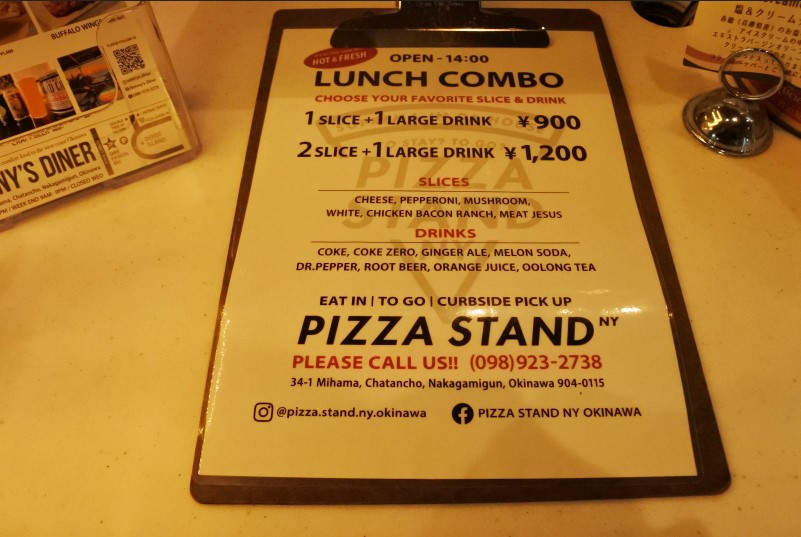 BUFFALO WINGS
NY'S DINER
HOT & FRESH
OPEN - 14:00
LUNCH COMBO
CHOOSE YOUR FAVORITE SLICE & DRINK
1 SLICE +1 LARGE DRINK ¥900
2 SLICE +1 LARGE DRINK ¥1,200
PIZZA
STAND
NY
SLICES
CHEESE, PEPPERONI, MUSHROOM,
WHITE, CHICKEN BACON RANCH, MEAT JESUS
DRINKS
COKE, COKE ZERO, GINGER ALE, MELON SODA,
DR.PEPPER, ROOT BEER, ORANGE JUICE, OOLONG TEA
EAT IN | TO GO | CURBSIDE PICK UP
PIZZA STAND NY
PLEASE CALL US!! (098)923-2738
34-1 Mihama, Chatancho, Nakagamigun, Okinawa 904-0115
@pizza.stand.ny.okinawa PIZZA STAND NY OKINAWA